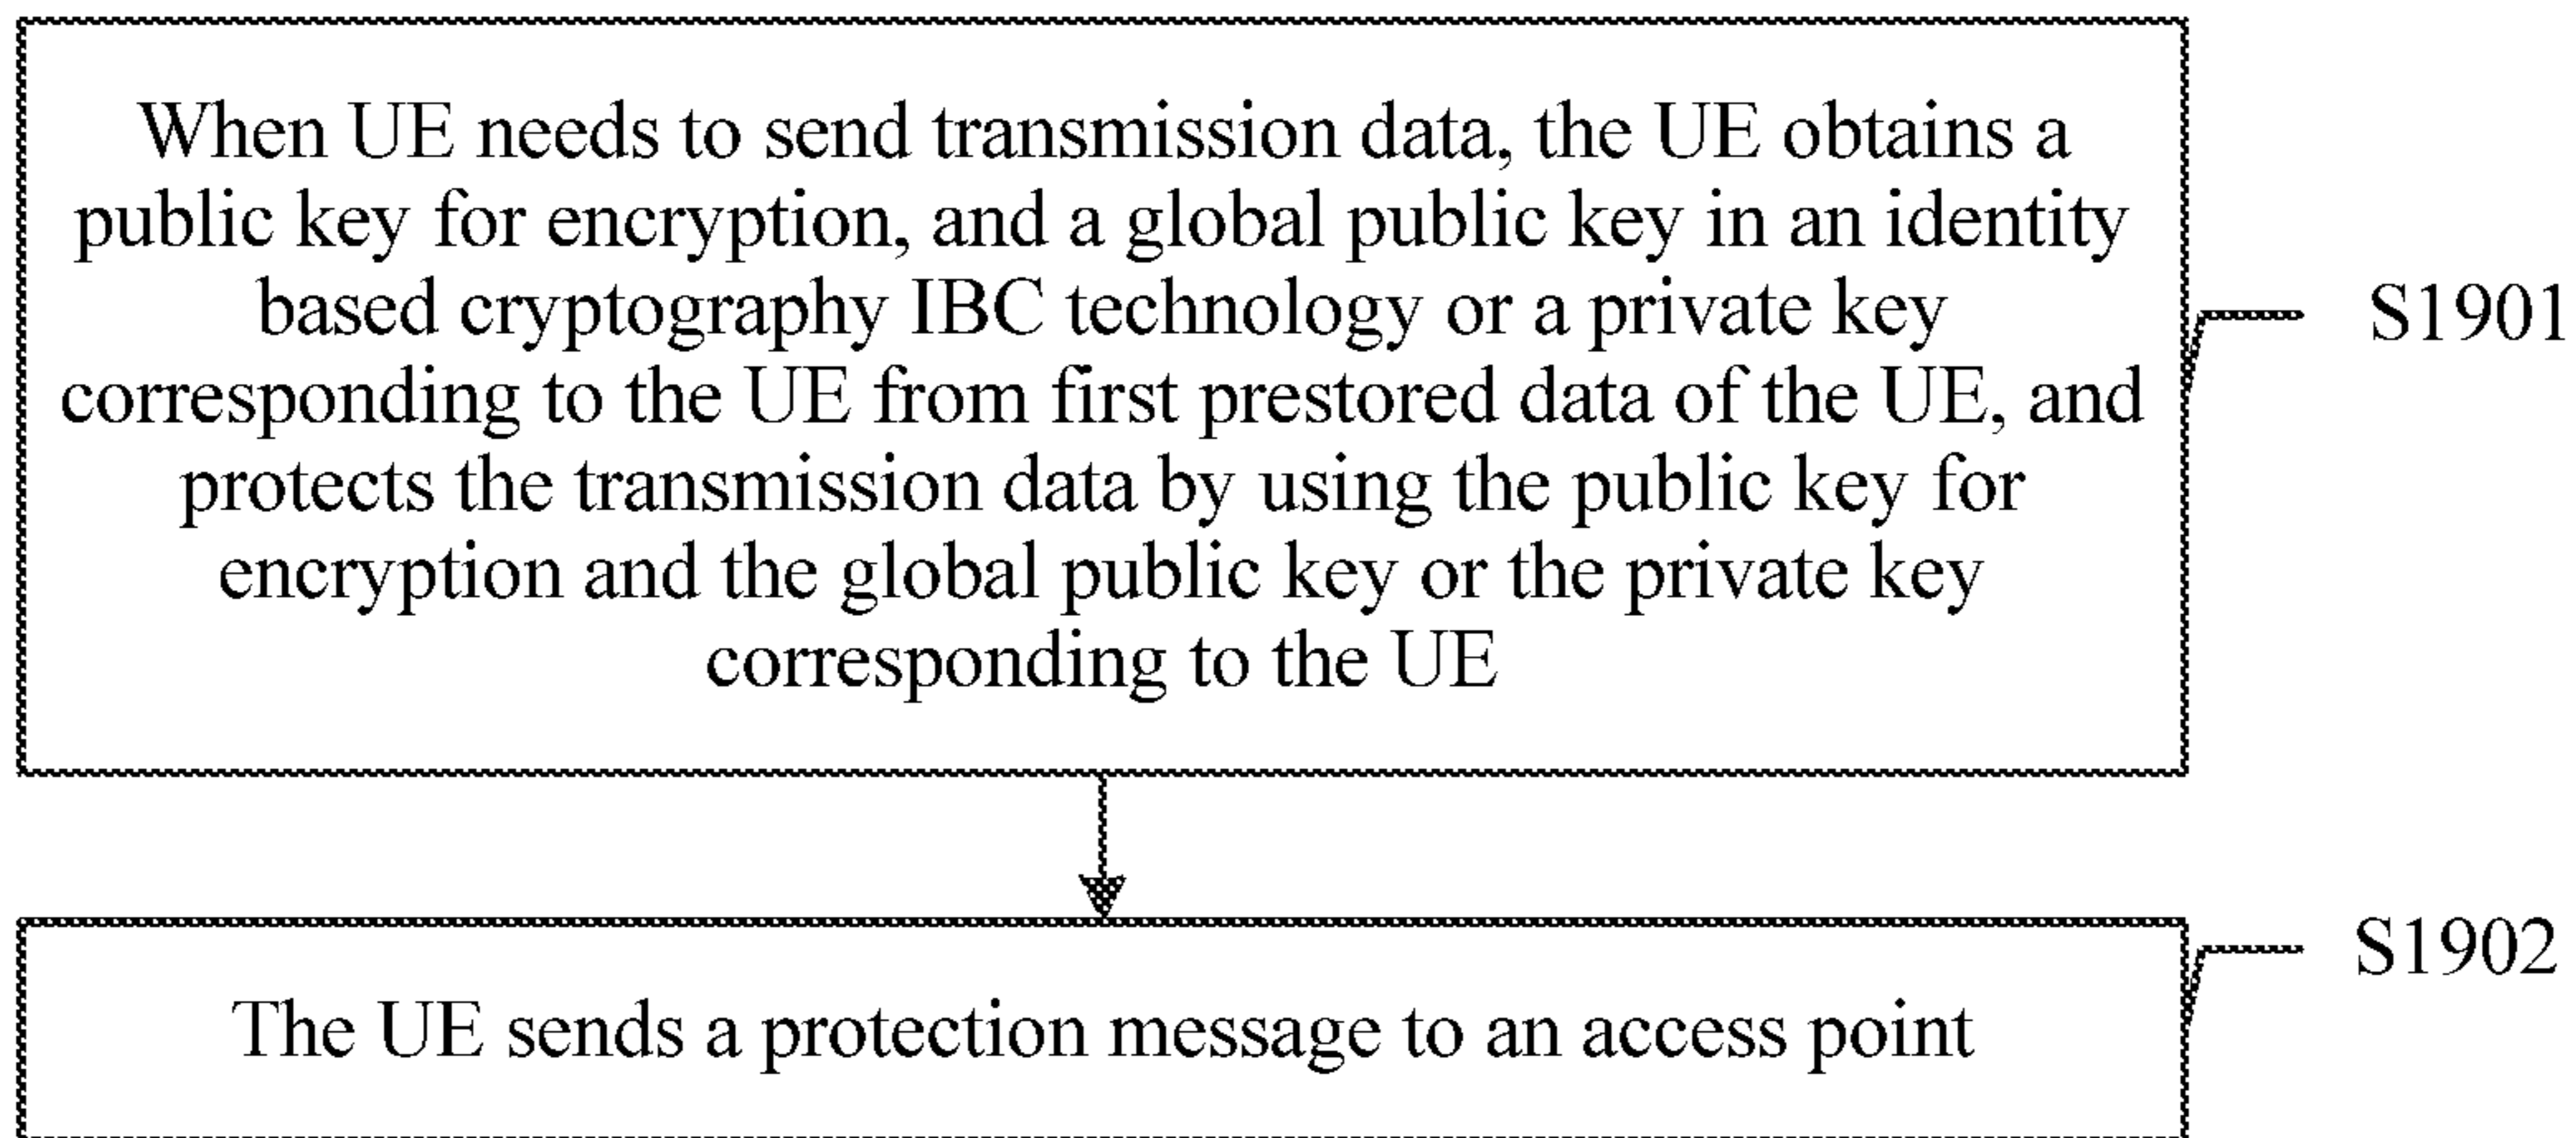 When UE needs to send transmission data, the UE obtains a
public key for encryption, and a global public key in an identity
based cryptography IBC technology or a private key
corresponding to the UE from first prestored data of the UE, and
protects the transmission data by using the public key for
encryption and the global public key or the private key
corresponding to the UE
S1901
The UE sends a protection message to an access point
S1902